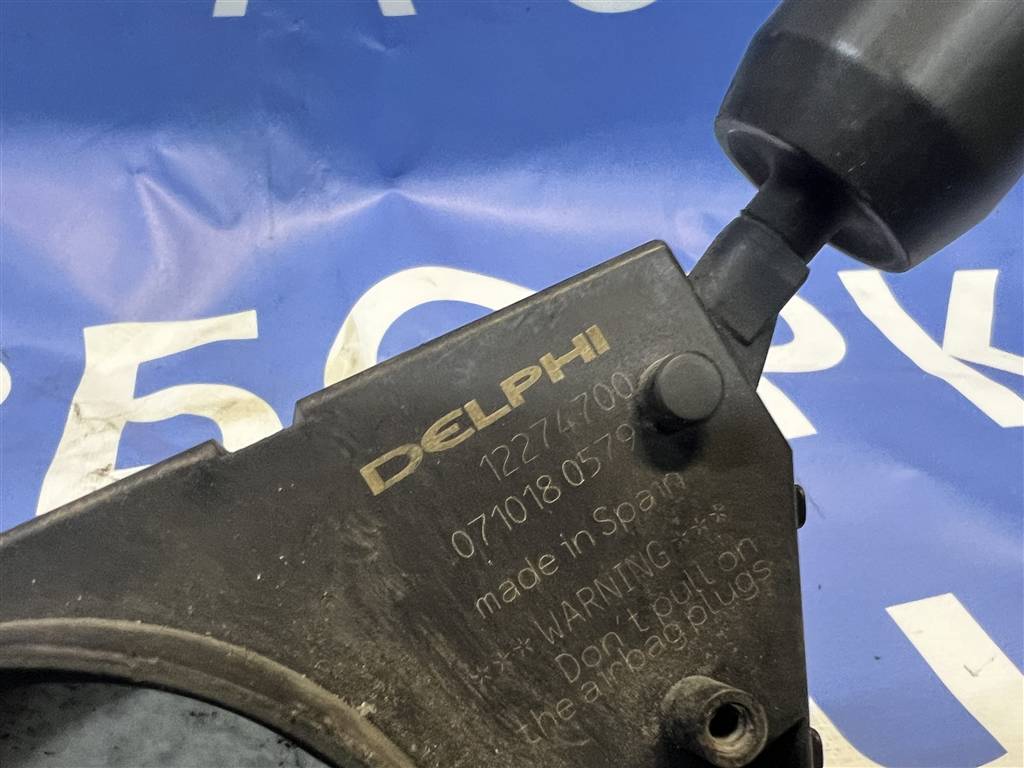 DELPHI
12274700
071018 0579
made in Spain
*** WARNING ***
Don't pull on
the airbag plugs